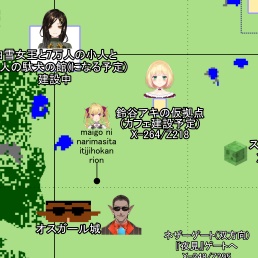 白雪女王と7万人の小人と
人の駄犬の館(になる予定)
建設中
鈴谷アキの仮拠点
(カフェ建設予定)
X-264/Z218
maigo ni
narimasita
itijihokan
rion
ス
オスガール城
ネザーゲート(双方向)
『夜見』ゲートへ